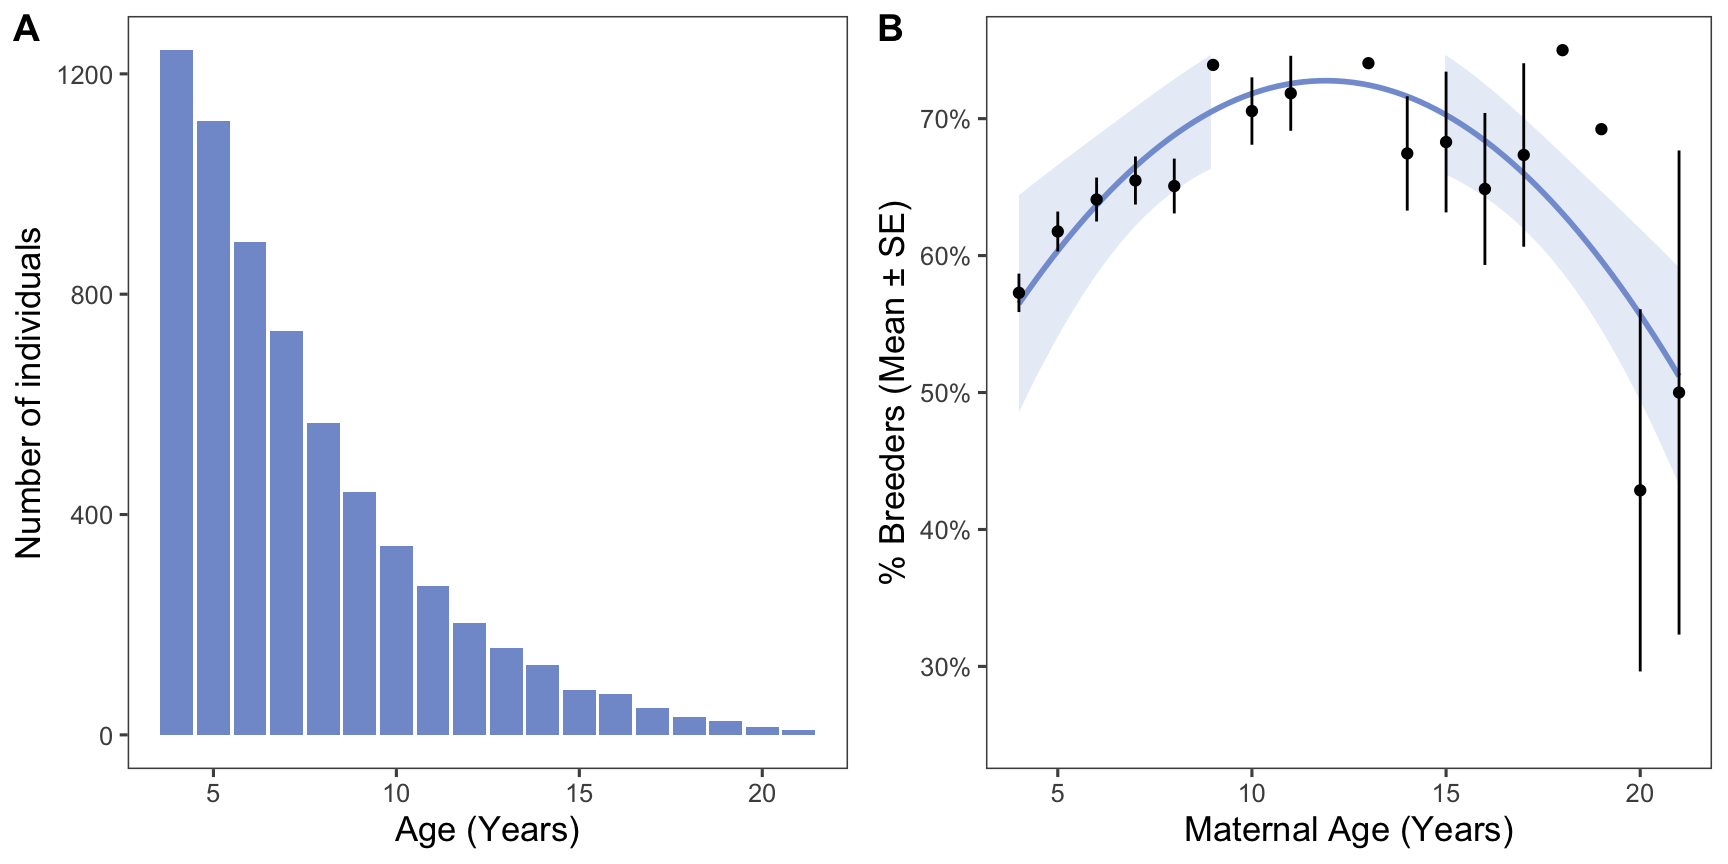 A
Number of individuals
1200
800
400
0
5 10 15 20
Age (Years)
B
% Breeders (Mean ± SE)
70%
60%
50%
40%
30%
5 10 15 20
Maternal Age (Years)